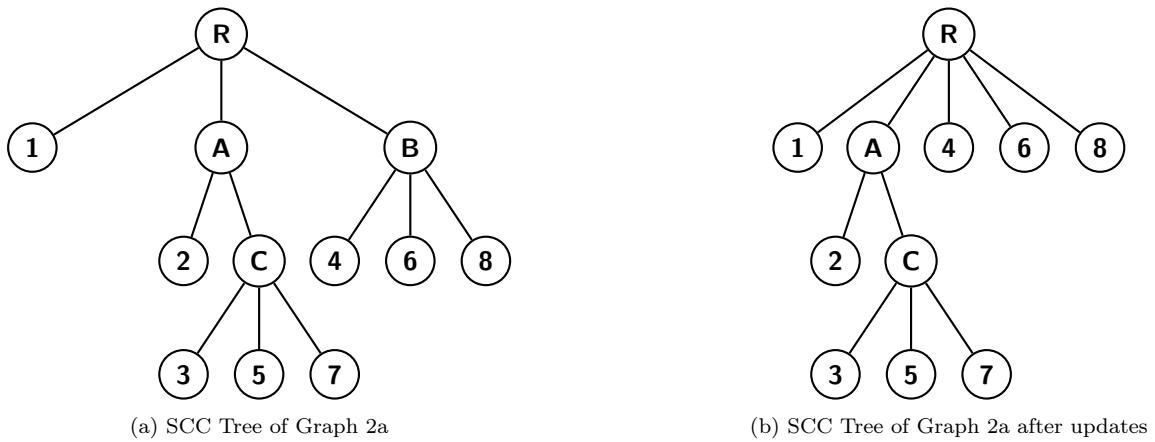 R R
1 A B 1 A 4 6 8
2 C 4 6 8 2 C
3 5 7 3 5 7
(a) SCC Tree of Graph 2a (b) SCC Tree of Graph 2a after updates